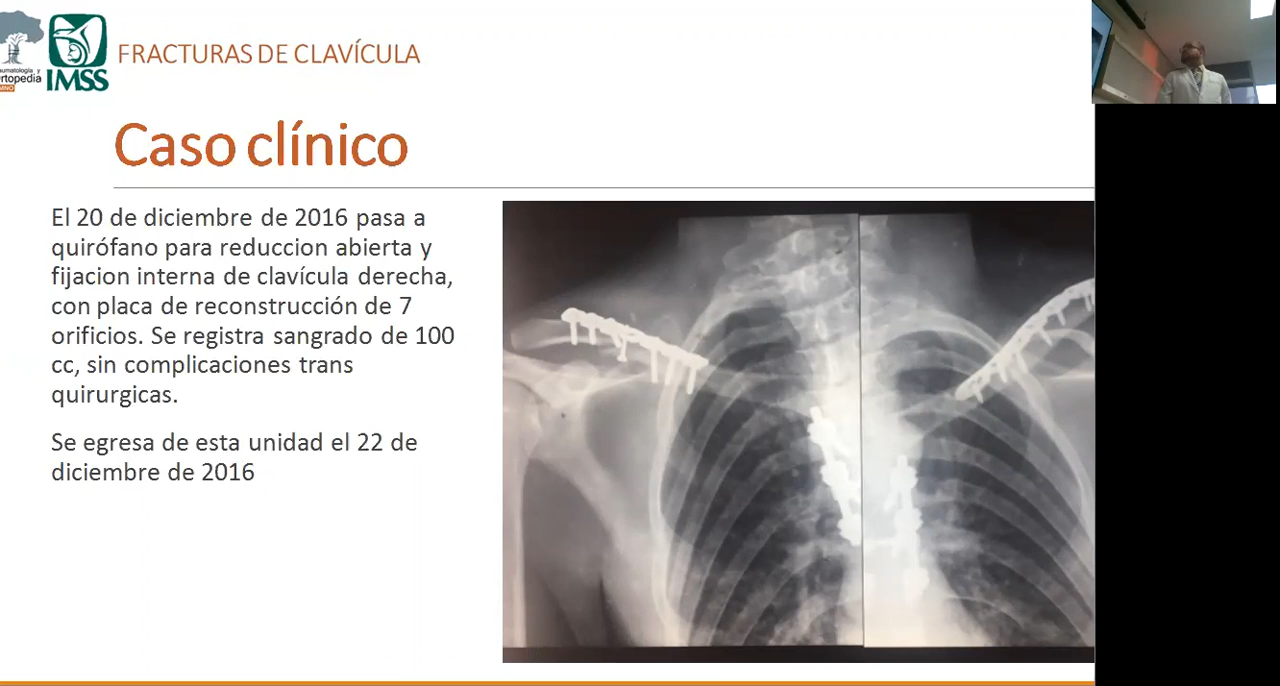 FRACTURAS DE CLAVÍCULA
IMSS
Caso clínico
El 20 de diciembre de 2016 pasa a
quirófano para reduccion abierta y
fijacion interna de clavícula derecha,
con placa de reconstrucción de 7
orificios. Se registra sangrado de 100
cc, sin complicaciones trans
quirurgicas.
Se egresa de esta unidad el 22 de
diciembre de 2016